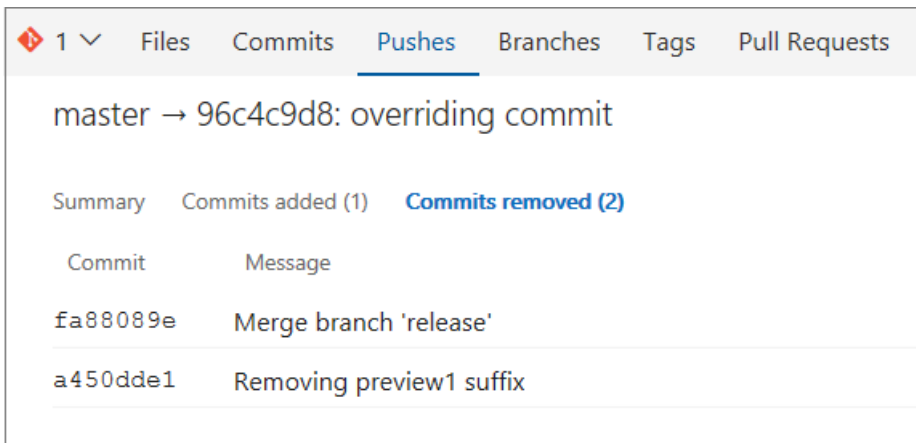 1 Files Commits Pushes Branches Tags Pull Requests
master → 96c4c9d8: overriding commit
Summary Commits added (1) Commits removed (2)
Commit Message
fa88089e Merge branch 'release'
a450dde1 Removing preview1 suffix